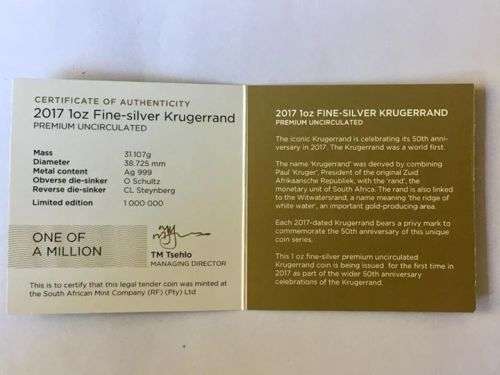 CERTIFICATE OF AUTHENTICITY
2017 1oz Fine-silver Krugerrand
PREMIUM UNCIRCULATED
Mass 31.107g
Diameter 38.725 mm
Metal content Ag 999
Obverse die-sinker O Schultz
Reverse die-sinker CL Steynberg
Limited edition 1 000 000
ONE OF
A MILLION
TM Tsehlo
MANAGING DIRECTOR
This is to certify that this legal tender coin was minted at
the South African Mint Company (RF) (Pty) Ltd
2017 1oz FINE-SILVER KRUGERRAND
PREMIUM UNCIRCULATED
The iconic Krugerrand is celebrating its 50th anni-
versary in 2017. The Krugerrand was a world first.
The name 'Krugerrand' was derived by combining
Paul 'Kruger', President of the original Zuid
Afrikaansche Republiek, with the 'rand', the
monetary unit of South Africa. The rand is also linked
to the Witwatersrand, a name meaning 'the ridge
of white water', an important gold-producing area.
Each 2017-dated Krugerrand bears a privy mark to
commemorate the 50th anniversary of this unique
coin series.
This 1 oz fine-silver premium uncirculated
Krugerrand coin is being issued for the first time in
2017 as part of the wider 50th anniversary
celebrations of the Krugerrand.